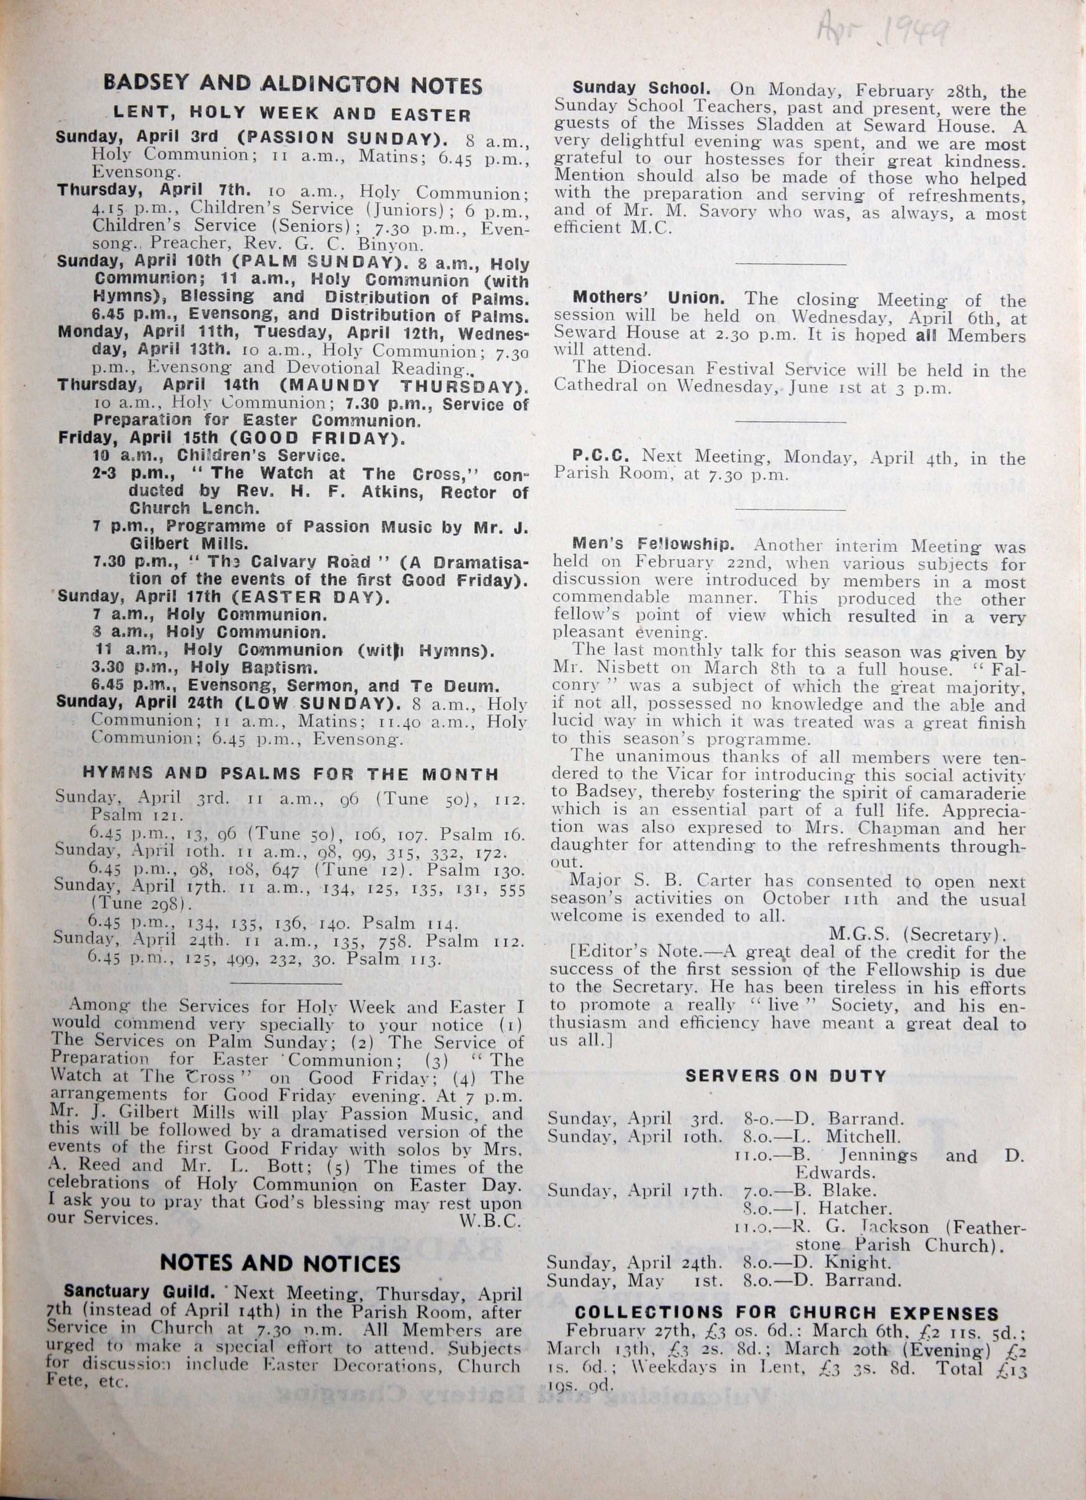 Apr 1949
BADSEY AND ALDINGTON NOTES
LENT, HOLY WEEK AND EASTER
Sunday, April 3rd (PASSION SUNDAY). 8 a.m.,
Holy Communion; 11 a.m., Matins; 6.45 p.m.,
Evensong.
Thursday, April 7th. 10 a.m., Holy Communion;
4.15 p.m., Children's Service (Juniors); 6 p.m.,
Children's Service (Seniors); 7.30 p.m., Even-
song. Preacher, Rev. G. C. Binyon.
Sunday, April 10th (PALM SUNDAY). 8 a.m., Holy
Communion; 11 a.m., Holy Communion (with
Hymns), Blessing and Distribution of Palms.
6.45 p.m., Evensong, and Distribution of Palms.
Monday, April 11th, Tuesday, April 12th, Wednes-
day, April 13th. 10 a.m., Holy Communion; 7.30
p.m., Evensong and Devotional Reading.
Thursday, April 14th (MAUNDY THURSDAY).
10 a.m., Holy Communion; 7.30 p.m., Service of
Preparation for Easter Communion.
Friday, April 15th (GOOD FRIDAY).
10 a.m., Children's Service.
2-3 p.m., " The Watch at The Cross," con-
ducted by Rev. H. F. Atkins, Rector of
Church Lench.
7 p.m., Programme of Passion Music by Mr. J.
Gilbert Mills.
7.30 p.m., " The Calvary Road " (A Dramatisa-
tion of the events of the first Good Friday).
Sunday, April 17th (EASTER DAY).
7 a.m., Holy Communion.
8 a.m., Holy Communion.
11 a.m., Holy Communion (with Hymns).
3.30 p.m., Holy Baptism.
6.45 p.m., Evensong, Sermon, and Te Deum.
Sunday, April 24th (LOW SUNDAY). 8 a.m., Holy
Communion; 11 a.m., Matins; 11.40 a.m., Holy
Communion; 6.45 p.m., Evensong.
HYMNS AND PSALMS FOR THE MONTH
Sunday, April 3rd. 11 a.m., 96 (Tune 50), 112.
Psalm 121.
6.45 p.m., 13, 96 (Tune 50), 106, 107. Psalm 16.
Sunday, April 10th. 11 a.m., 98, 99, 315, 332, 172.
6.45 p.m., 98, 108, 647 (Tune 12). Psalm 130.
Sunday, April 17th. 11 a.m., 134, 125, 135, 131, 555
(Tune 298).
6.45 p.m., 134, 135, 136, 140. Psalm 114.
Sunday, April 24th. 11 a.m., 135, 758. Psalm 112.
6.45 p.m., 125, 499, 232, 30. Psalm 113.
Among the Services for Holy Week and Easter I
would commend very specially to your notice (1)
The Services on Palm Sunday; (2) The Service of
Preparation for Easter Communion; (3) " The
Watch at The Cross " on Good Friday; (4) The
arrangements for Good Friday evening. At 7 p.m.
Mr. J. Gilbert Mills will play Passion Music, and
this will be followed by a dramatised version of the
events of the first Good Friday with solos by Mrs.
A. Reed and Mr. L. Bott; (5) The times of the
celebrations of Holy Communion on Easter Day.
I ask you to pray that God's blessing may rest upon
our Services. W.B.C.
NOTES AND NOTICES
Sanctuary Guild. Next Meeting, Thursday, April
7th (instead of April 14th) in the Parish Room, after
Service in Church at 7.30 p.m. All Members are
urged to make a special effort to attend. Subjects
for discussion include Easter Decorations, Church
Fete, etc.
Sunday School. On Monday, February 28th, the
Sunday School Teachers, past and present, were the
guests of the Misses Sladden at Seward House. A
very delightful evening was spent, and we are most
grateful to our hostesses for their great kindness.
Mention should also be made of those who helped
with the preparation and serving of refreshments,
and of Mr. M. Savory who was, as always, a most
efficient M.C.
Mothers' Union. The closing Meeting of the
session will be held on Wednesday, April 6th, at
Seward House at 2.30 p.m. It is hoped all Members
will attend.
The Diocesan Festival Service will be held in the
Cathedral on Wednesday, June 1st at 3 p.m.
P.C.C. Next Meeting, Monday, April 4th, in the
Parish Room, at 7.30 p.m.
Men's Fellowship. Another interim Meeting was
held on February 22nd, when various subjects for
discussion were introduced by members in a most
commendable manner. This produced the other
fellow's point of view which resulted in a very
pleasant evening.
The last monthly talk for this season was given by
Mr. Nisbett on March 8th to a full house. " Fal-
conry " was a subject of which the great majority,
if not all, possessed no knowledge and the able and
lucid way in which it was treated was a great finish
to this season's programme.
The unanimous thanks of all members were ten-
dered to the Vicar for introducing this social activity
to Badsey, thereby fostering the spirit of camaraderie
which is an essential part of a full life. Apprecia-
tion was also expresed to Mrs. Chapman and her
daughter for attending to the refreshments through-
out.
Major S. B. Carter has consented to open next
season's activities on October 11th and the usual
welcome is exended to all.
M.G.S. (Secretary).
[Editor's Note.—A great deal of the credit for the
success of the first session of the Fellowship is due
to the Secretary. He has been tireless in his efforts
to promote a really " live " Society, and his en-
thusiasm and efficiency have meant a great deal to
us all.]
SERVERS ON DUTY
Sunday, April 3rd. 8-0.—D. Barrand.
Sunday, April 10th. 8.0.—L. Mitchell.
11.0.—B. Jennings and D.
Edwards.
Sunday, April 17th. 7.0.—B. Blake.
8.0.—J. Hatcher.
11.0.—R. G. Jackson (Feather-
stone Parish Church).
Sunday, April 24th. 8.0.—D. Knight.
Sunday, May 1st. 8.0.—D. Barrand.
COLLECTIONS FOR CHURCH EXPENSES
February 27th, £3 0s. 6d.; March 6th, £2 11s. 5d.;
March 13th, £3 2s. 8d.; March 20th (Evening) £2
1s. 6d.; Weekdays in Lent, £3 3s. 8d. Total £13
19s. 9d.